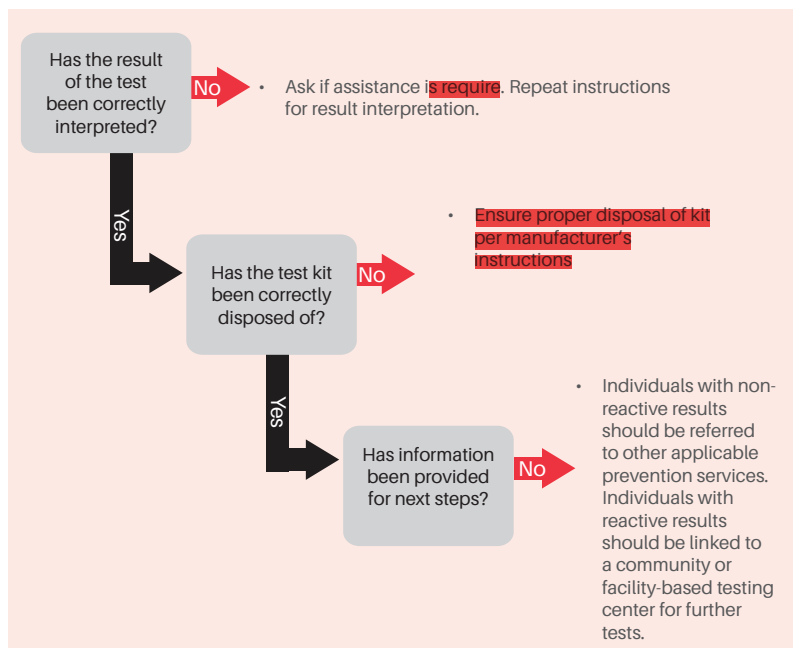 Has the result
of the test
been correctly
interpreted?
No
• Ask if assistance is require. Repeat instructions
for result interpretation.
Yes
Has the test kit
been correctly
disposed of?
No
• Ensure proper disposal of kit
per manufacturer's
instructions
Yes
Has information
been provided
for next steps?
No
• Individuals with non-
reactive results
should be referred
to other applicable
prevention services.
Individuals with
reactive results
should be linked to
a community or
facility-based testing
center for further
tests.